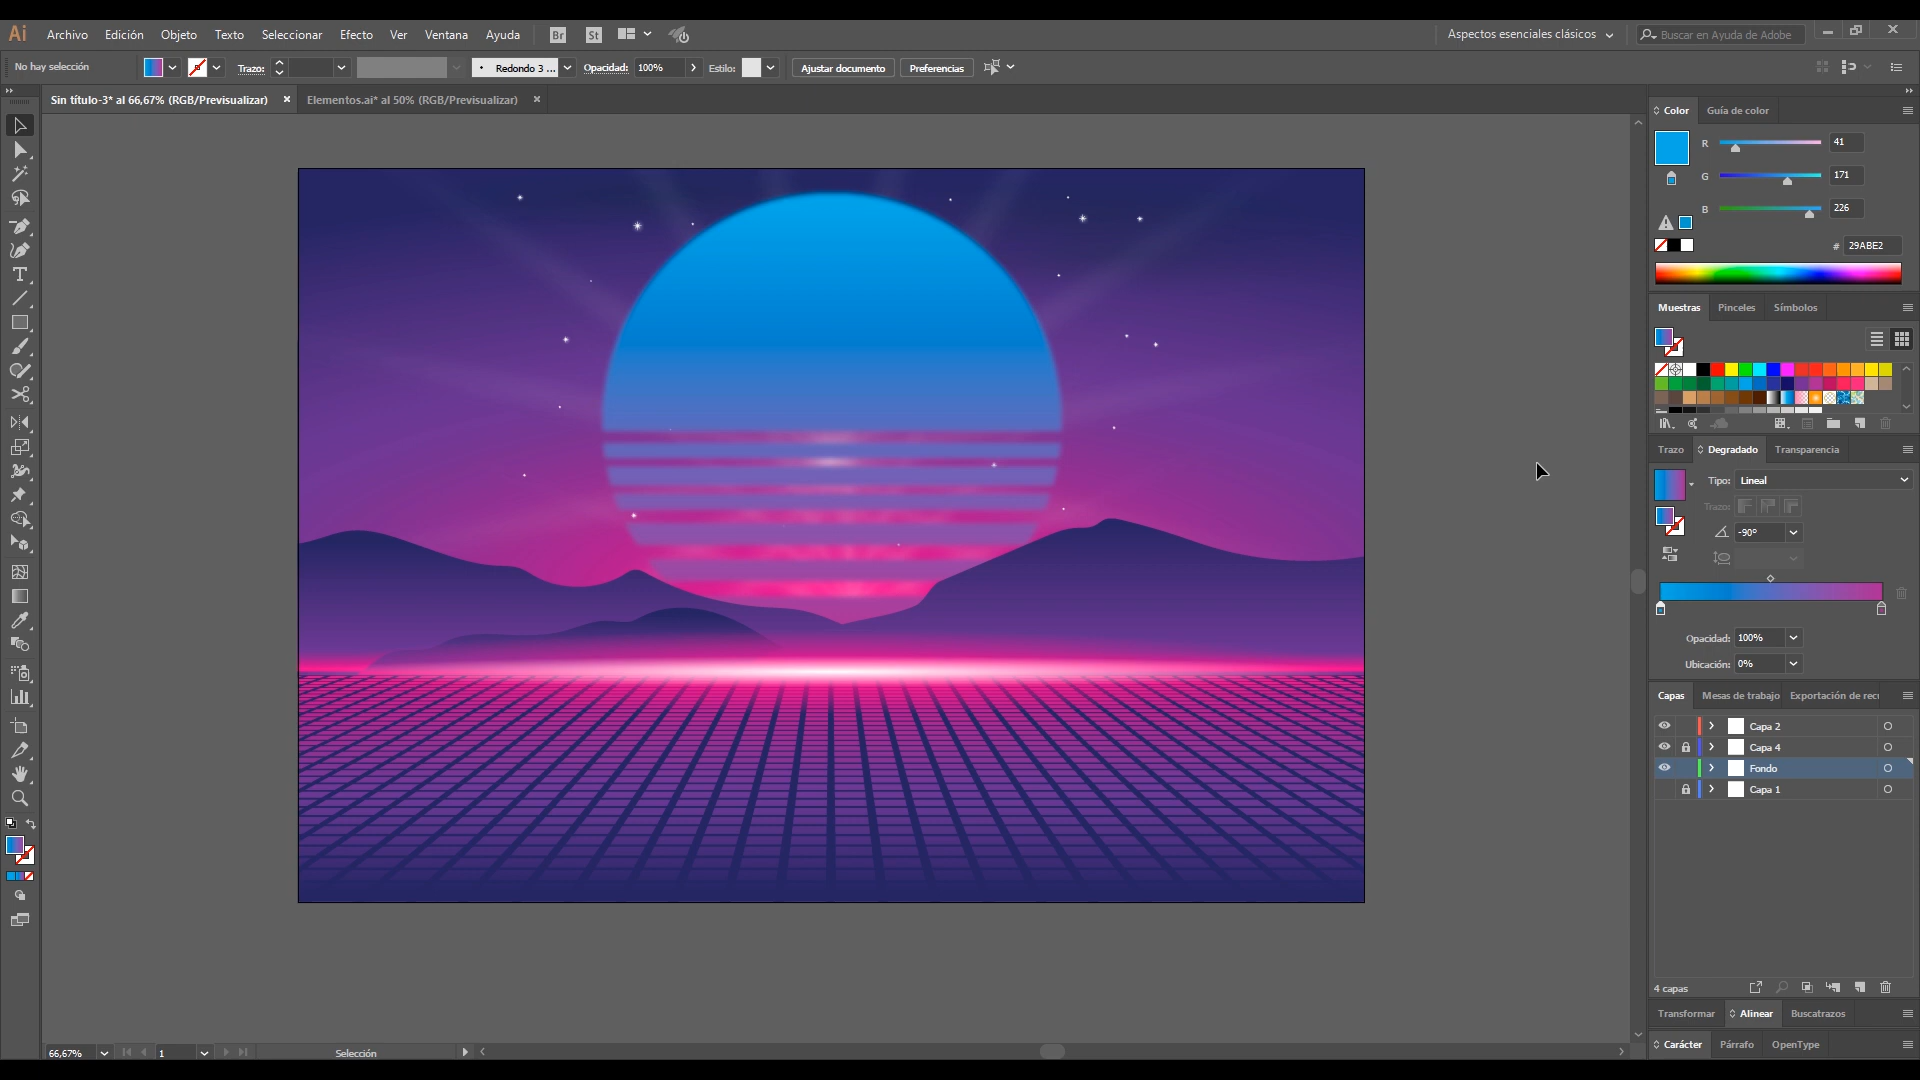 Ai Archivo Edición Objeto Texto Seleccionar Efecto Ver Ventana Ayuda Br St Aspectos esenciales clásicos Buscar en Ayuda de Adobe
No hay selección Trazo: Redondo 3 ... Opacidad: 100% Estilo: Ajustar documento Preferencias
Sin título-3* al 66,67% (RGB/Previsualizar) Elementos.ai* al 50% (RGB/Previsualizar)
Color Guía de color
R 41
G 171
B 226
# 29ABE2
Muestras Pinceles Símbolos
Trazo Degradado Transparencia
Tipo: Lineal
Trazo:
-90°
Opacidad: 100%
Ubicación: 0%
Capas Mesas de trabajo Exportación de recu
Capa 2
Capa 4
Fondo
Capa 1
4 capas
Transformar Alinear Buscatrazos
Carácter Párrafo OpenType
66,67% 1 Selección